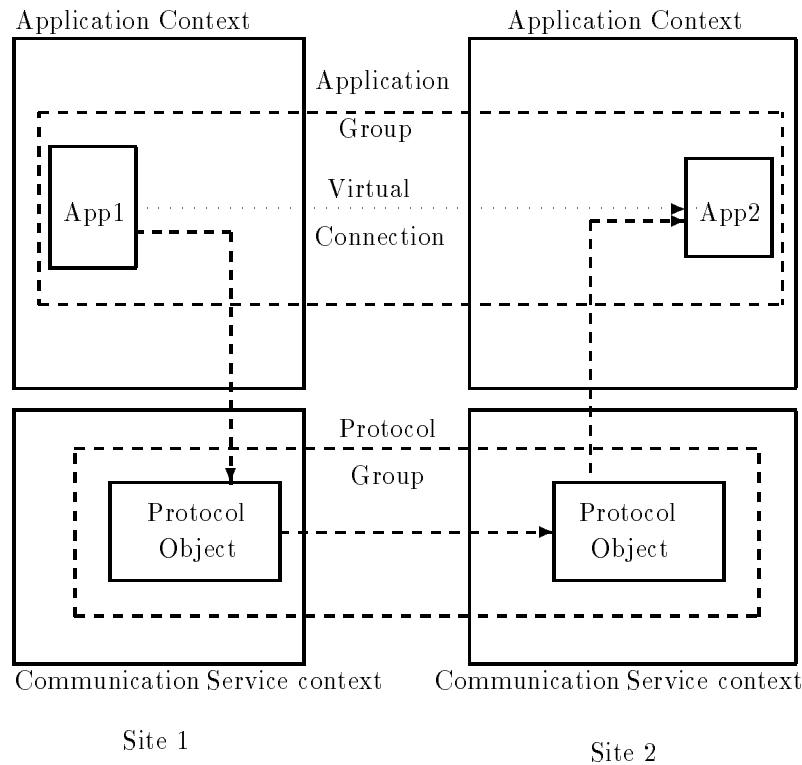 Application Context
Application Context
Application
Group
Virtual
App1
App2
Connection
Protocol
Group
Protocol
Object
Protocol
Object
Communication Service context
Communication Service context
Site 1
Site 2